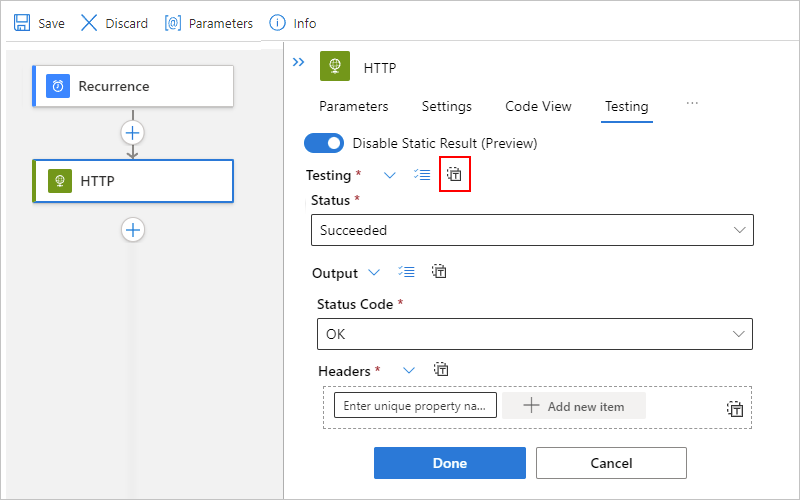 Save Discard [@] Parameters Info
Recurrence
HTTP
HTTP
Parameters Settings Code View Testing ...
Disable Static Result (Preview)
Testing *
Status *
Succeeded
Output
Status Code *
OK
Headers *
Enter unique property na... Add new item
Done Cancel